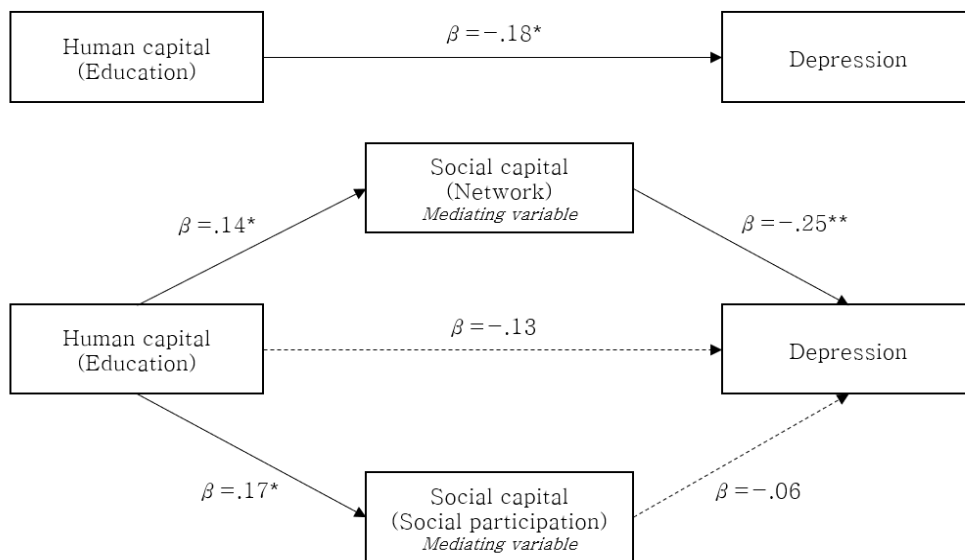 Human capital
(Education)
β=-.18*
Depression
Social capital
(Network)
Mediating variable
β=.14*
β=-.25**
Human capital
(Education)
β=-.13
Depression
β=.17*
Social capital
(Social participation)
Mediating variable
β=-.06